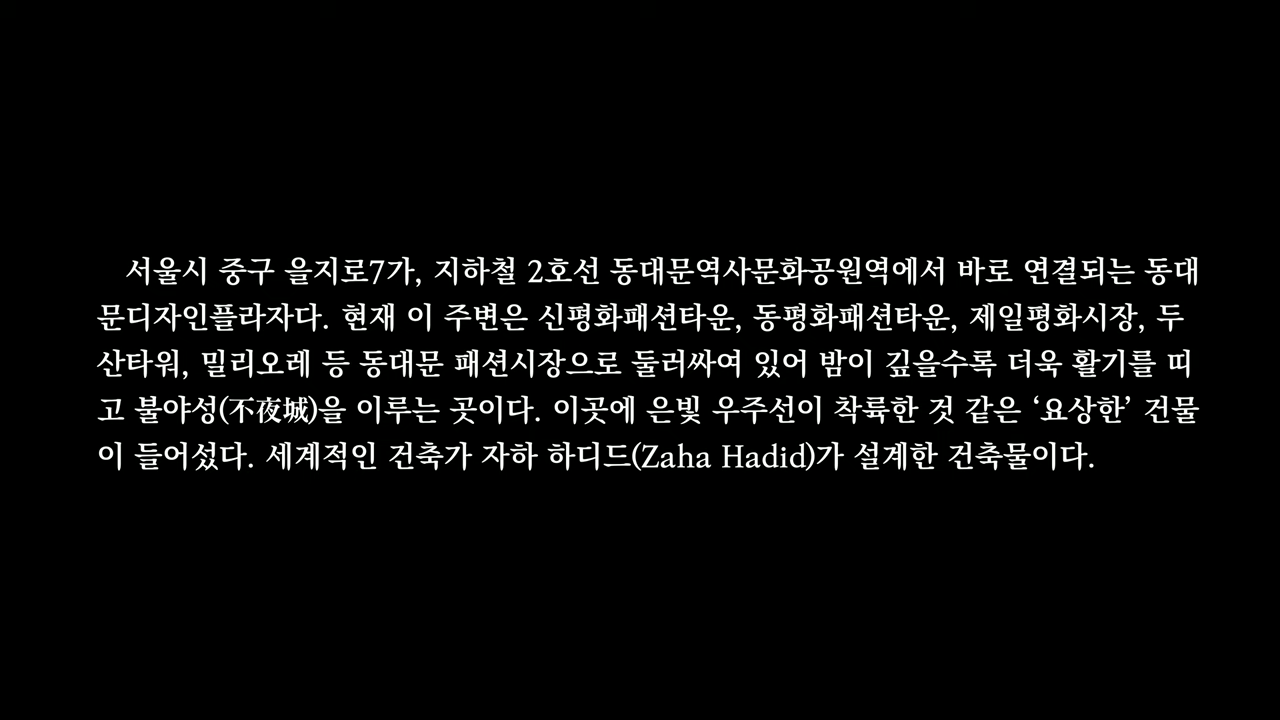 서울시 중구 을지로7가, 지하철 2호선 동대문역사문화공원역에서 바로 연결되는 동대
문디자인플라자다. 현재 이 주변은 신평화패션타운, 동평화패션타운, 제일평화시장, 두
산타워, 밀리오레 등 동대문 패션시장으로 둘러싸여 있어 밤이 깊을수록 더욱 활기를 띠
고 불야성(不夜城)을 이루는 곳이다. 이곳에 은빛 우주선이 착륙한 것 같은 ‘요상한’ 건물
이 들어섰다. 세계적인 건축가 자하 하디드(Zaha Hadid)가 설계한 건축물이다.